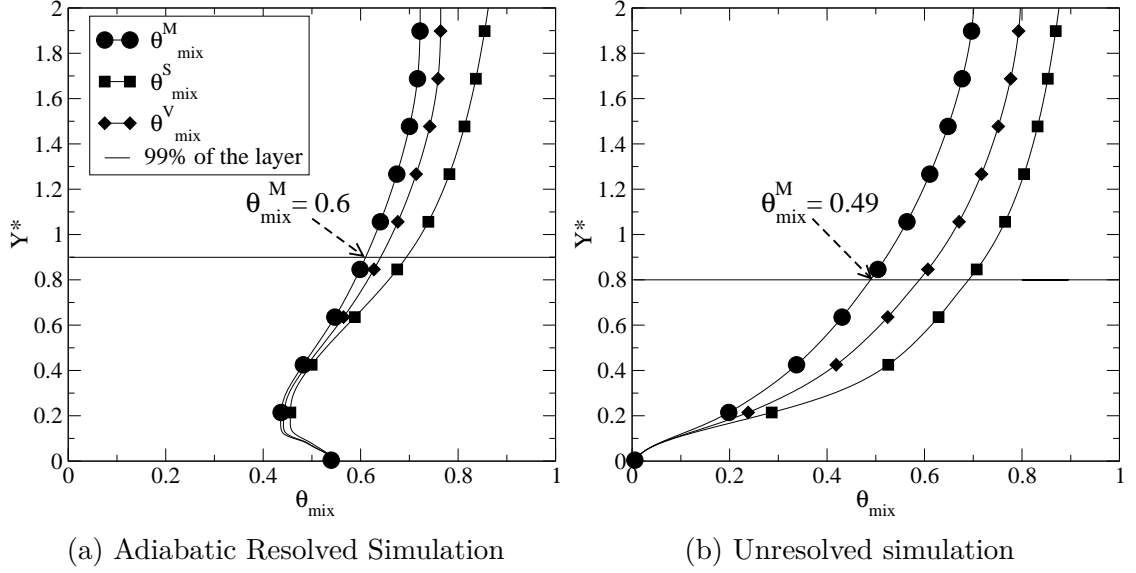 2
1.8
1.6
1.4
1.2
1
0.8
0.6
0.4
0.2
0
Y*
θ^M_mix
θ^S_mix
θ^V_mix
99% of the layer
θ^M_mix = 0.6
0 0.2 0.4 0.6 0.8 1
θ_mix
(a) Adiabatic Resolved Simulation
2
1.8
1.6
1.4
1.2
1
0.8
0.6
0.4
0.2
0
Y*
θ^M_mix = 0.49
0 0.2 0.4 0.6 0.8 1
θ_mix
(b) Unresolved simulation